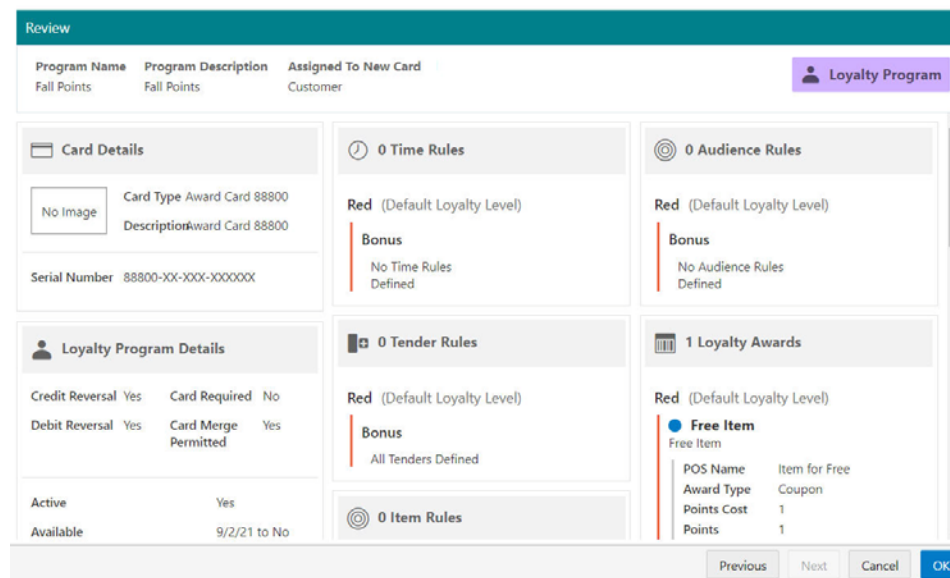 Review
Program Name Program Description Assigned To New Card
Fall Points Fall Points Customer
Loyalty Program
Card Details
No Image
Card Type Award Card 88800
Description Award Card 88800
Serial Number 88800-XX-XXX-XXXXXX
Loyalty Program Details
Credit Reversal Yes Card Required No
Debit Reversal Yes Card Merge Permitted Yes
Active Yes
Available 9/2/21 to No
0 Time Rules
Red (Default Loyalty Level)
Bonus
No Time Rules
Defined
0 Tender Rules
Red (Default Loyalty Level)
Bonus
All Tenders Defined
0 Item Rules
0 Audience Rules
Red (Default Loyalty Level)
Bonus
No Audience Rules
Defined
1 Loyalty Awards
Red (Default Loyalty Level)
Free Item
Free Item
POS Name Item for Free
Award Type Coupon
Points Cost 1
Points 1
Previous Next Cancel OK